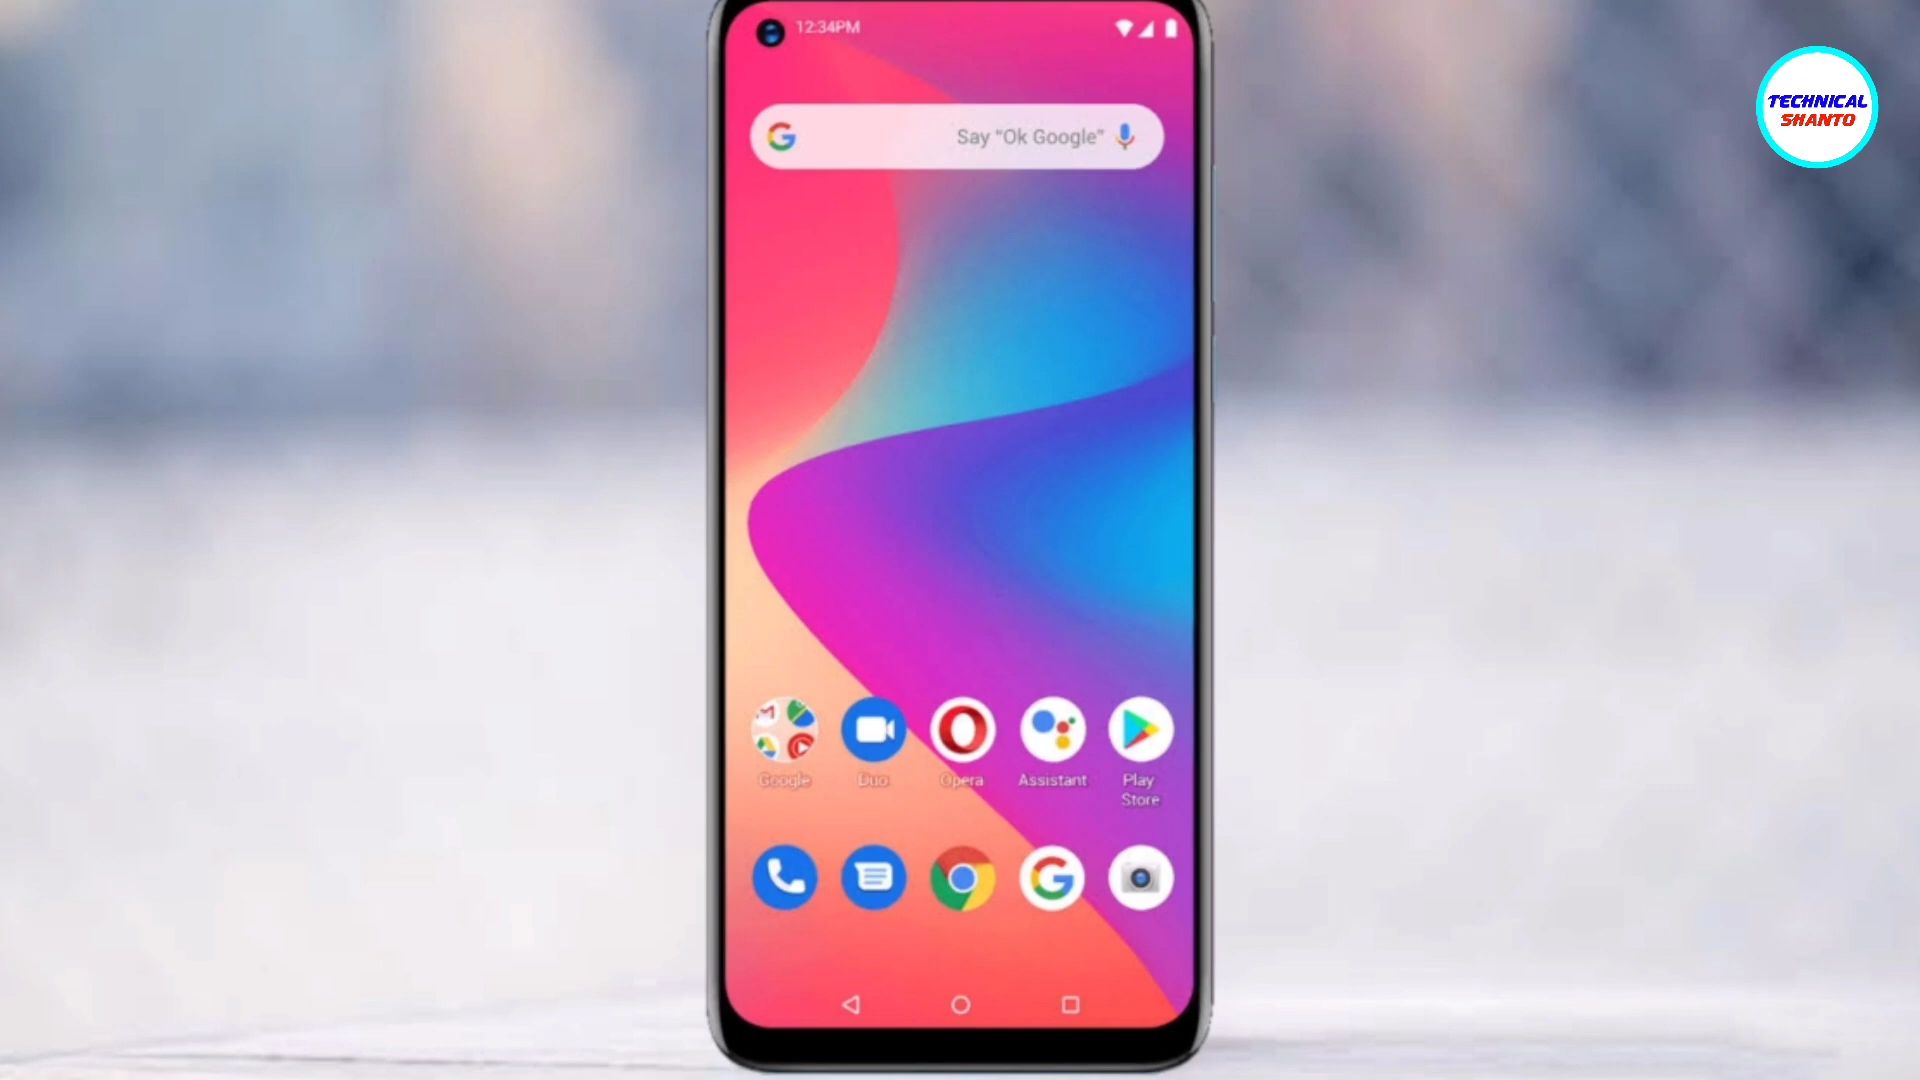 12:34PM
TECHNICAL
SHANTO
Say “Ok Google”
Google
Duo
Opera
Assistant
Play
Store